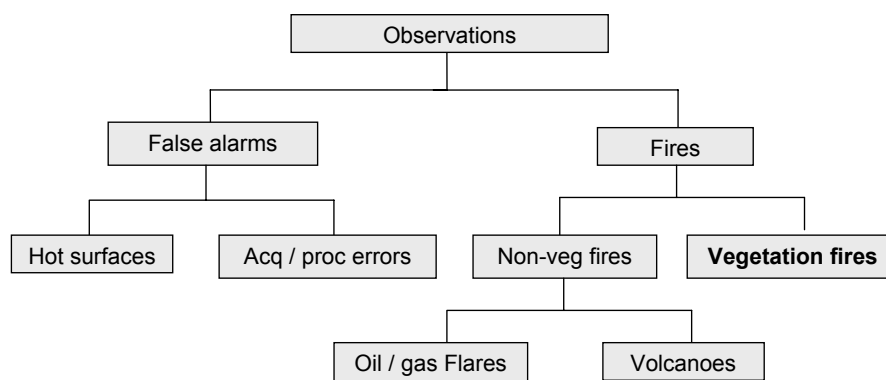 Observations
False alarms
Fires
Hot surfaces
Acq / proc errors
Non-veg fires
Vegetation fires
Oil / gas Flares
Volcanoes